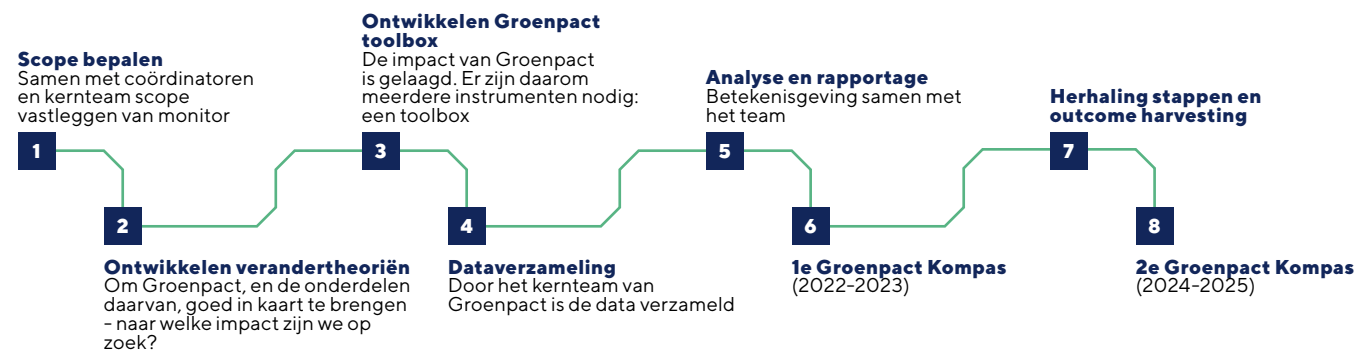 1
Scope bepalen
Samen met coördinatoren
en kernteam scope
vastleggen van monitor
2
Ontwikkelen verandertheoriën
Om Groenpact, en de onderdelen
daarvan, goed in kaart te brengen
- naar welke impact zijn we op
zoek?
3
Ontwikkelen Groenpact
toolbox
De impact van Groenpact
is gelaagd. Er zijn daarom
meerdere instrumenten nodig:
een toolbox
4
Dataverzameling
Door het kernteam van
Groenpact is de data verzameld
5
Analyse en rapportage
Betekenisgeving samen met
het team
6
1e Groenpact Kompas
(2022-2023)
7
Herhaling stappen en
outcome harvesting
8
2e Groenpact Kompas
(2024-2025)